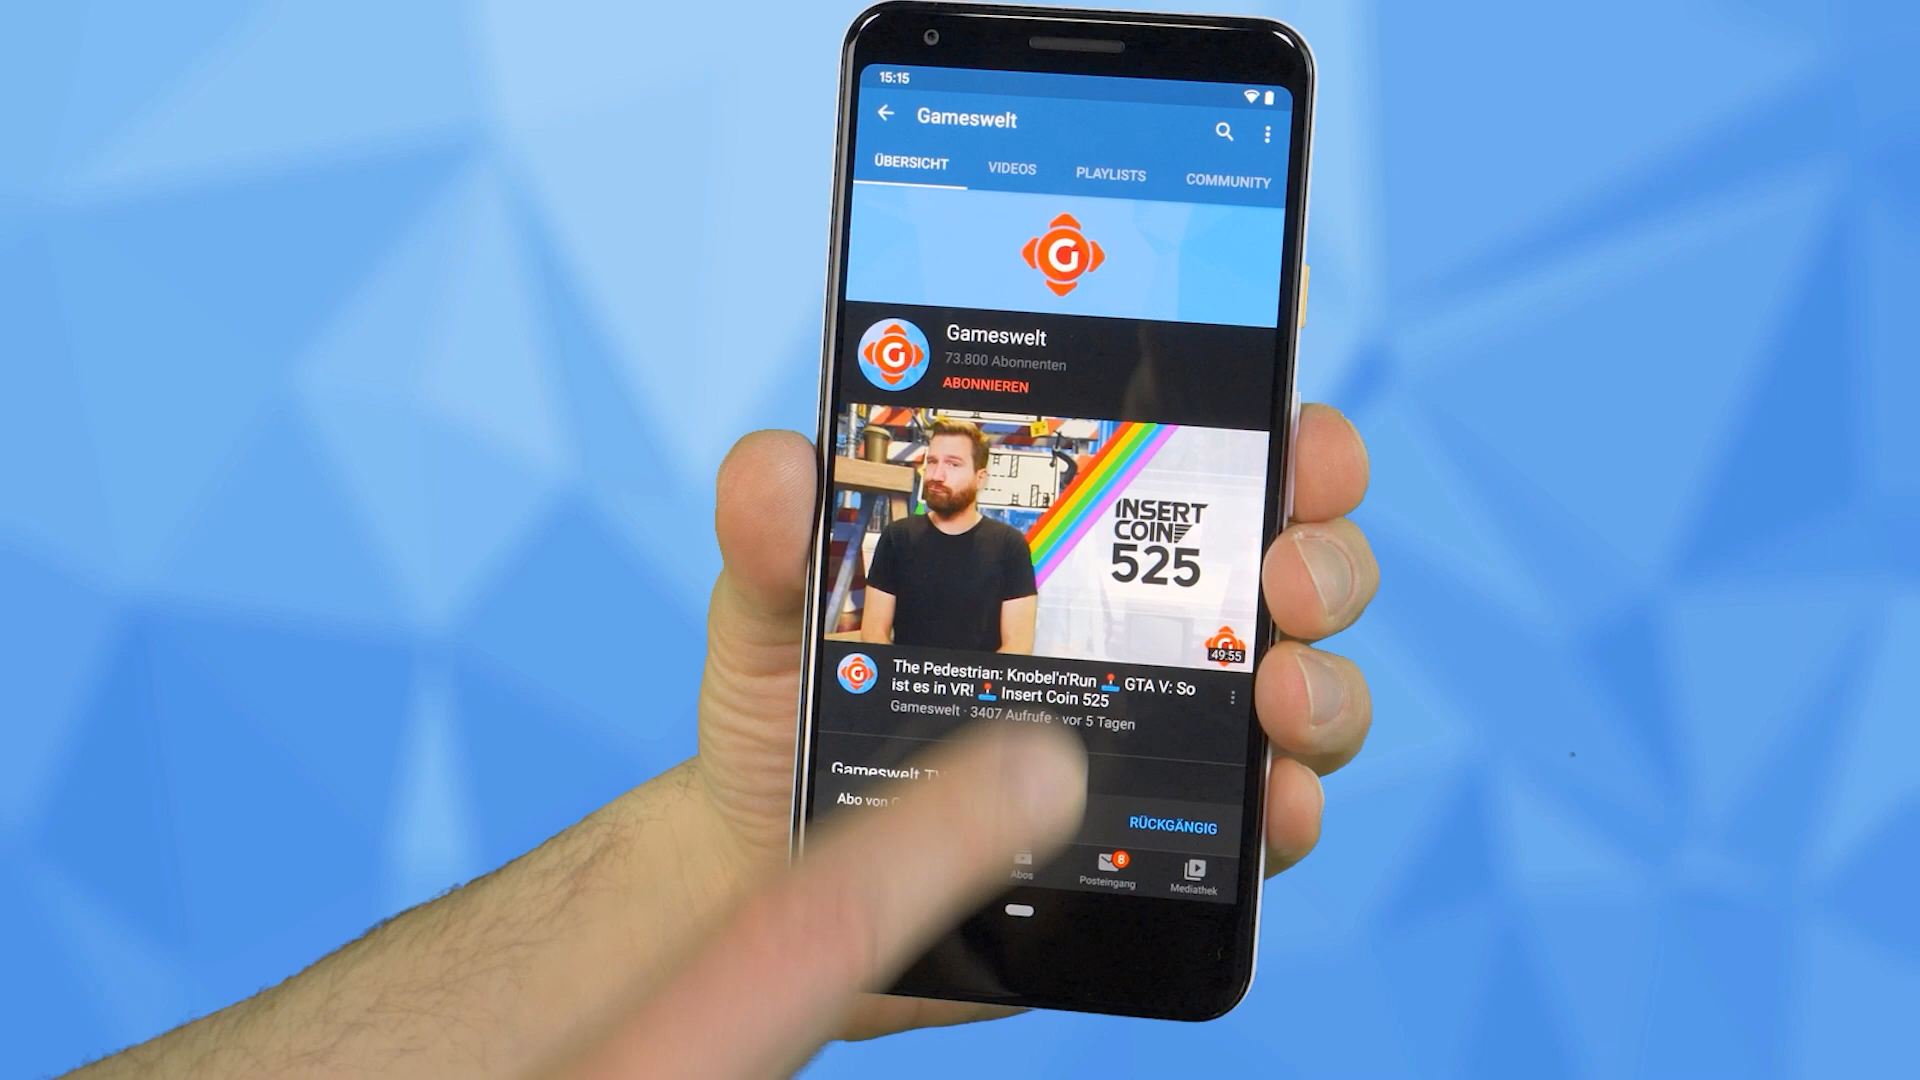 15:15
Gameswelt
ÜBERSICHT VIDEOS PLAYLISTS COMMUNITY
G
Gameswelt
73.800 Abonnenten
ABONNIEREN
G
INSERT
COIN
525
49:55
The Pedestrian: Knobel'n'Run 🕹️ GTA V: So
ist es in VR! 🕹️ Insert Coin 525
Gameswelt · 3407 Aufrufe · vor 5 Tagen
Gameswelt
Abo von
RÜCKGÄNGIG
Abos
8
Posteingang
Mediathek